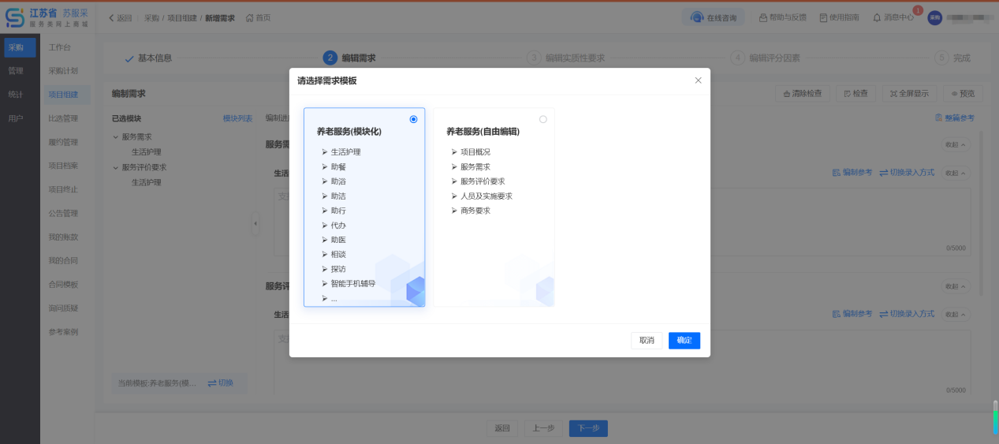 江苏省 苏服采
服务类网上商城
返回 采购 / 项目组建 / 新增需求 首页
在线咨询 帮助与反馈 使用指南 消息中心 1 采购
采购
管理
统计
用户
工作台
采购计划
项目组建
比选管理
履约管理
项目档案
项目终止
公告管理
我的账款
我的合同
合同模板
询问质疑
参考案例
基本信息 2 编辑需求 3 编辑实质性要求 4 编辑评分因素 5 完成
编制需求
清除检查 检查 全屏显示 预览
已选模块 模块列表
服务需求
生活护理
服务评价要求
生活护理
当前模板:养老服务(模... 切换
编制进
整篇参考
服务需
收起
生活
编制参考 切换录入方式 收起
支
0/5000
服务评
收起
生活
编制参考 切换录入方式 收起
支
0/5000
返回 上一步 下一步
请选择需求模板
养老服务(模块化)
生活护理
助餐
助浴
助洁
助行
代办
助医
相谈
探访
智能手机辅导
...
养老服务(自由编辑)
项目概况
服务需求
服务评价要求
人员及实施要求
商务要求
取消 确定